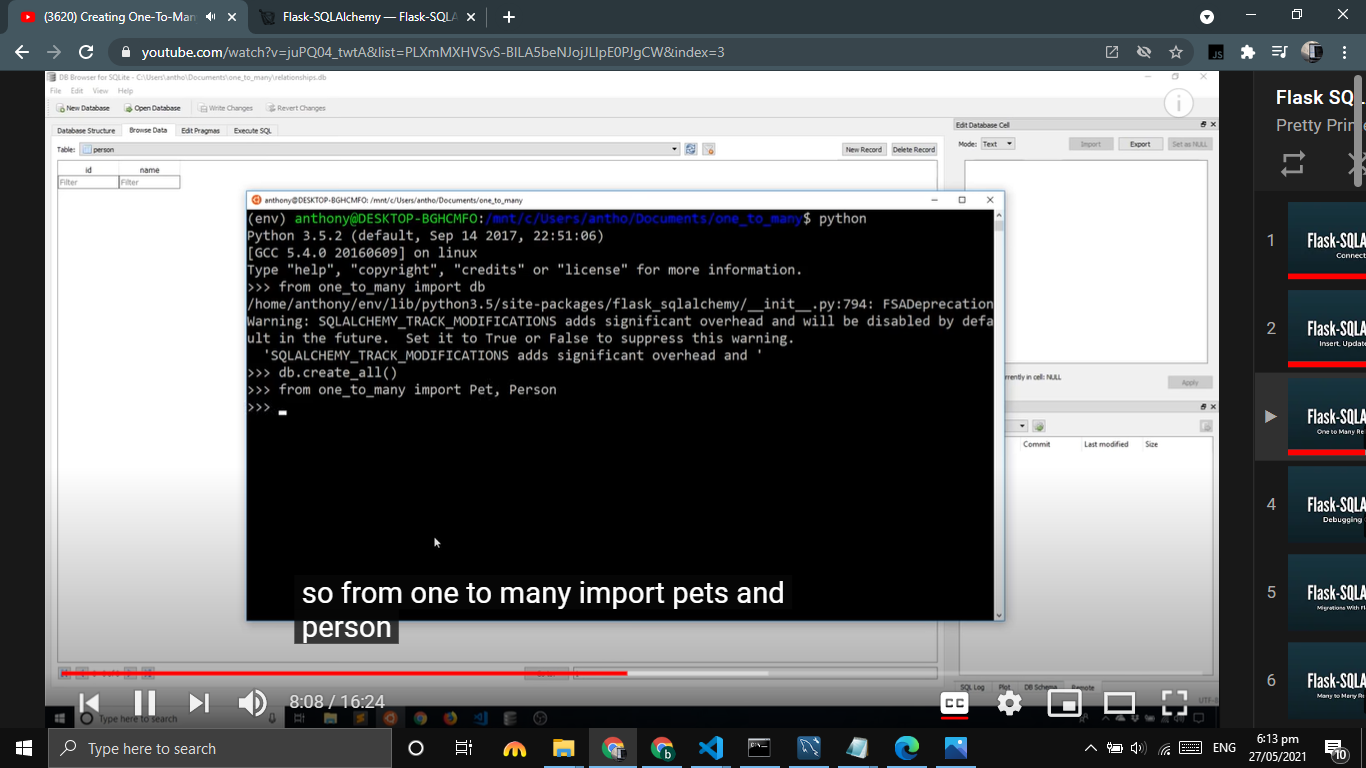 (3620) Creating One-To-Man
Flask-SQLAlchemy — Flask-SQLA
youtube.com/watch?v=juPQ04_twtA&list=PLXmMXHVSvS-BlLA5beNJojJLlpE0PJgCW&index=3
DB Browser for SQLite - C:\Users\antho\Documents\one_to_many\relationships.db
File Edit View Help
New Database Open Database Write Changes Revert Changes
Database Structure Browse Data Edit Pragmas Execute SQL
Table: person
New Record Delete Record
id name
Filter Filter
Edit Database Cell
Mode: Text Import Export Set as NULL
anthony@DESKTOP-BGHCMFO: /mnt/c/Users/antho/Documents/one_to_many
(env) anthony@DESKTOP-BGHCMFO:/mnt/c/Users/antho/Documents/one_to_many$ python
Python 3.5.2 (default, Sep 14 2017, 22:51:06)
[GCC 5.4.0 20160609] on linux
Type "help", "copyright", "credits" or "license" for more information.
>>> from one_to_many import db
/home/anthony/env/lib/python3.5/site-packages/flask_sqlalchemy/__init__.py:794: FSADeprecation
Warning: SQLALCHEMY_TRACK_MODIFICATIONS adds significant overhead and will be disabled by defa
ult in the future.  Set it to True or False to suppress this warning.
'SQLALCHEMY_TRACK_MODIFICATIONS adds significant overhead and '
>>> db.create_all()
>>> from one_to_many import Pet, Person
>>>
rrently in cell: NULL
Apply
Commit Last modified Size
so from one to many import pets and
person
SQL Log Plot DB Schema Remote
UTF-8
8:08 / 16:24
CC
Type here to search
Flask SQ
Pretty Prin
1 Flask-SQLA
Connect
2 Flask-SQLA
Insert, Update
Flask-SQLA
One to Many Re
4 Flask-SQLA
Debugging
5 Flask-SQLA
Migrations With Fl
6 Flask-SQLA
Many to Many Re
Type here to search
ENG
6:13 pm
27/05/2021
10